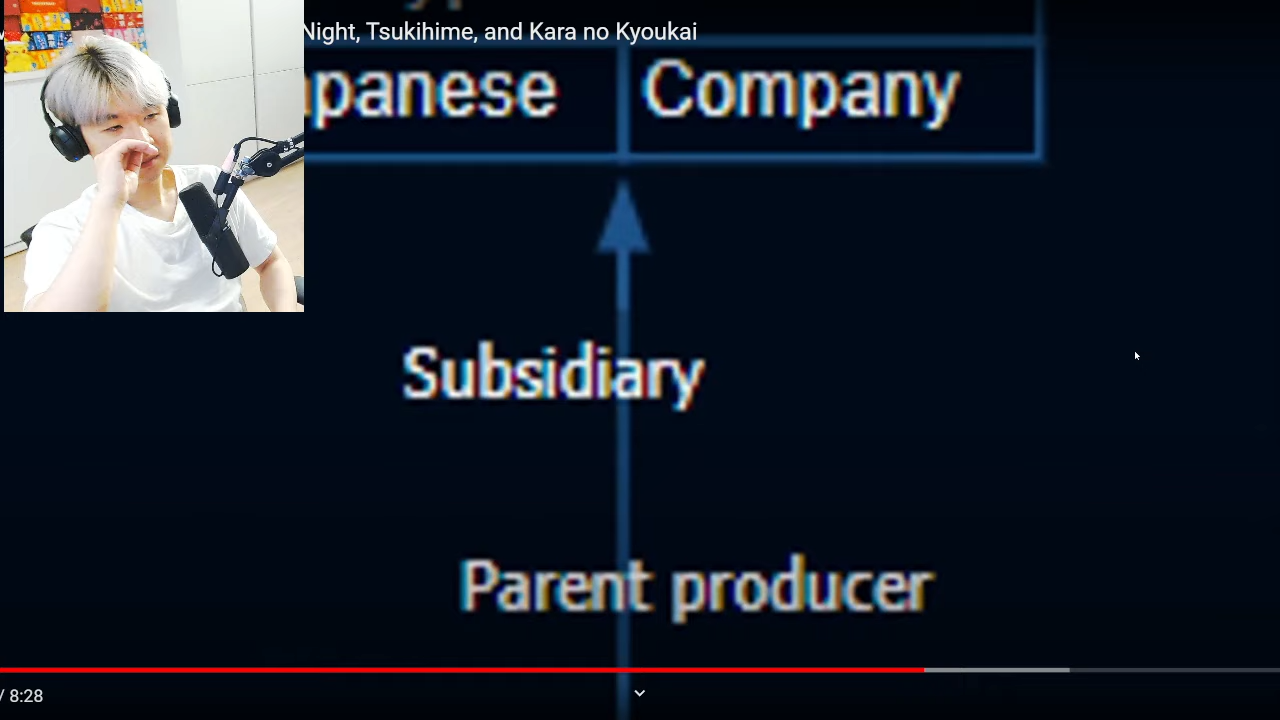 Night, Tsukihime, and Kara no Kyoukai
panese Company
Subsidiary
Parent producer
/ 8:28